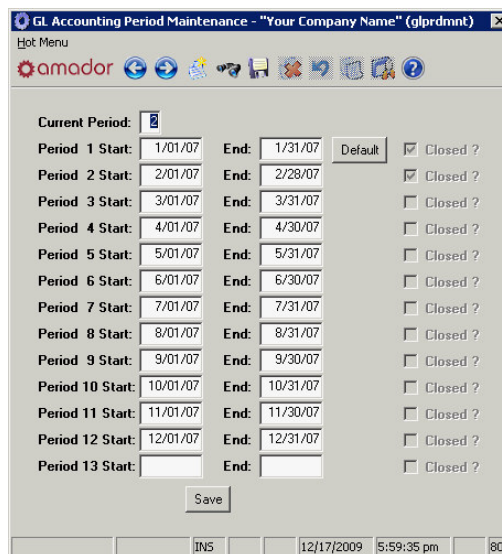 GL Accounting Period Maintenance - "Your Company Name" (glprdmnt)
Hot Menu
amador
Current Period: 2
Period 1 Start: 1/01/07 End: 1/31/07 Default Closed ?
Period 2 Start: 2/01/07 End: 2/28/07 Closed ?
Period 3 Start: 3/01/07 End: 3/31/07 Closed ?
Period 4 Start: 4/01/07 End: 4/30/07 Closed ?
Period 5 Start: 5/01/07 End: 5/31/07 Closed ?
Period 6 Start: 6/01/07 End: 6/30/07 Closed ?
Period 7 Start: 7/01/07 End: 7/31/07 Closed ?
Period 8 Start: 8/01/07 End: 8/31/07 Closed ?
Period 9 Start: 9/01/07 End: 9/30/07 Closed ?
Period 10 Start: 10/01/07 End: 10/31/07 Closed ?
Period 11 Start: 11/01/07 End: 11/30/07 Closed ?
Period 12 Start: 12/01/07 End: 12/31/07 Closed ?
Period 13 Start: End: Closed ?
Save
INS 12/17/2009 5:59:35 pm 80